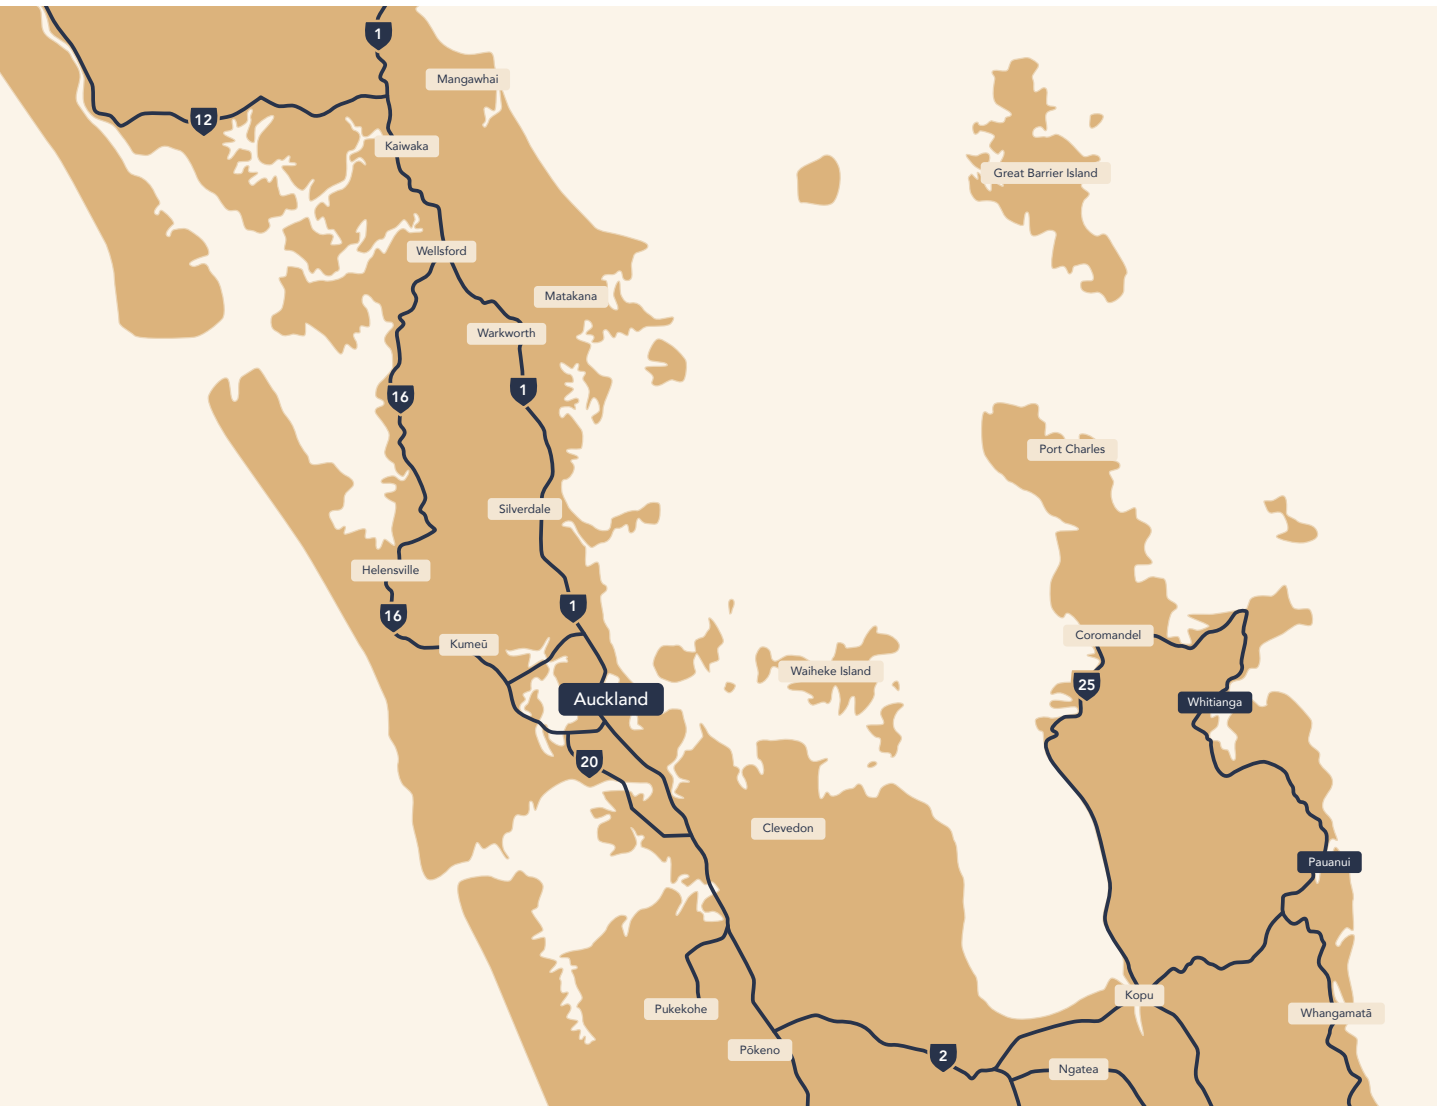 1
Mangawhai
12
Kaiwaka
Great Barrier Island
Wellsford
Matakana
Warkworth
16
1
Port Charles
Silverdale
Helensville
1
16
Kumeū
Coromandel
Waiheke Island
25
Auckland
Whitianga
20
Clevedon
Pauanui
Kopu
Pukekohe
Whangamatā
Pōkeno
2
Ngatea